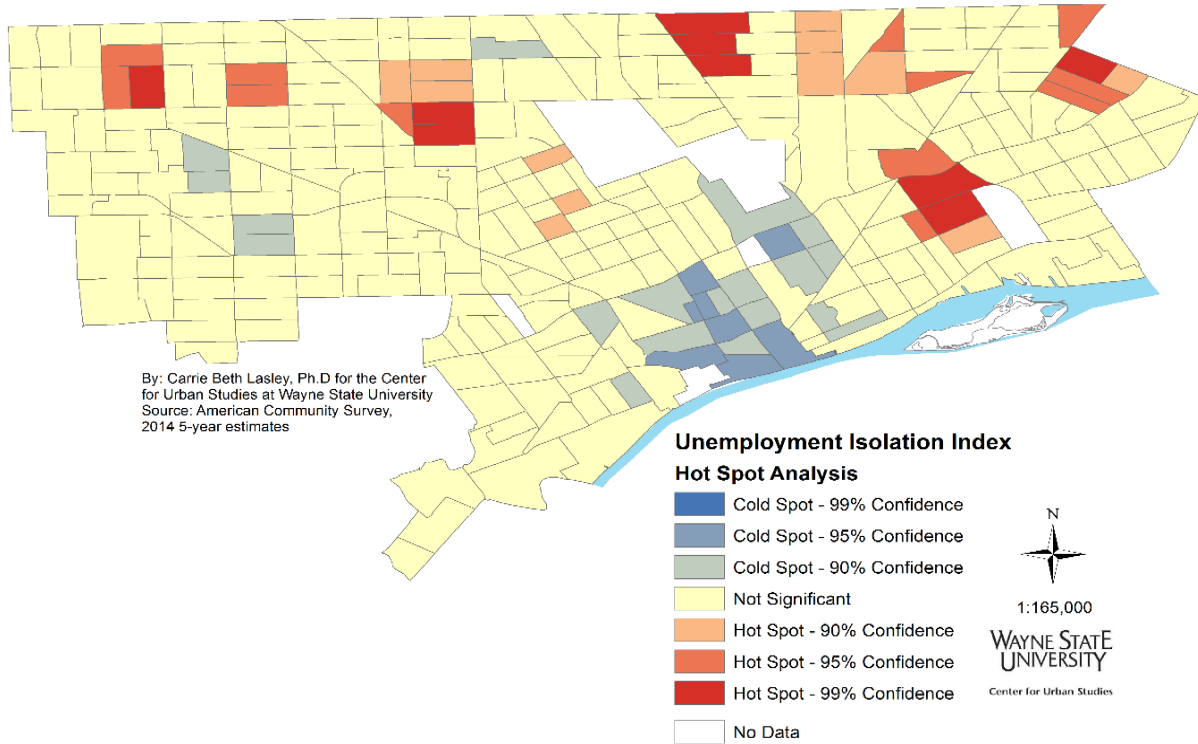 By: Carrie Beth Lasley, Ph.D for the Center
for Urban Studies at Wayne State University
Source: American Community Survey,
2014 5-year estimates
Unemployment Isolation Index
Hot Spot Analysis
Cold Spot - 99% Confidence
Cold Spot - 95% Confidence
Cold Spot - 90% Confidence
Not Significant
Hot Spot - 90% Confidence
Hot Spot - 95% Confidence
Hot Spot - 99% Confidence
No Data
N
1:165,000
WAYNE STATE
UNIVERSITY
Center for Urban Studies